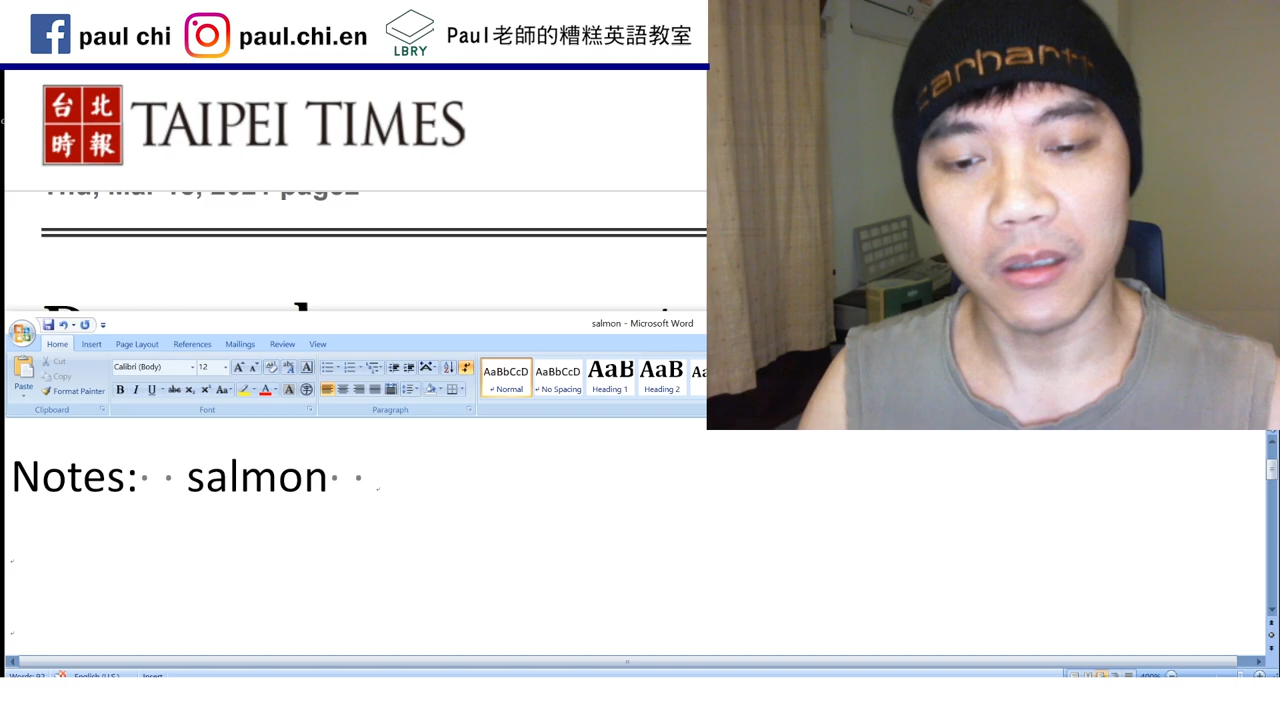 paul chi paul.chi.en LBRY Paul老師的糟糕英語教室
carhartt
台北時報 TAIPEI TIMES
salmon - Microsoft Word
Home Insert Page Layout References Mailings Review View
Cut
Copy
Paste
Format Painter
Calibri (Body) 12
AaBbCcD AaBbCcD AaB AaB
Normal No Spacing Heading 1 Heading 2
Clipboard Font Paragraph
Notes: salmon
English (U.S.) Insert 400%